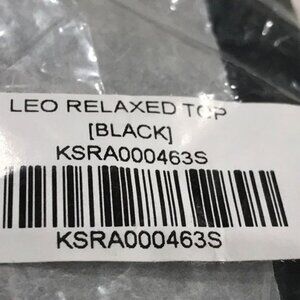 LEO RELAXED TOP
[BLACK]
KSRA000463S
KSRA000463S